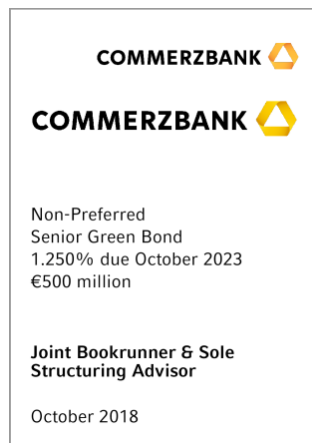 COMMERZBANK
COMMERZBANK
Non-Preferred
Senior Green Bond
1.250% due October 2023
€500 million
Joint Bookrunner & Sole
Structuring Advisor
October 2018